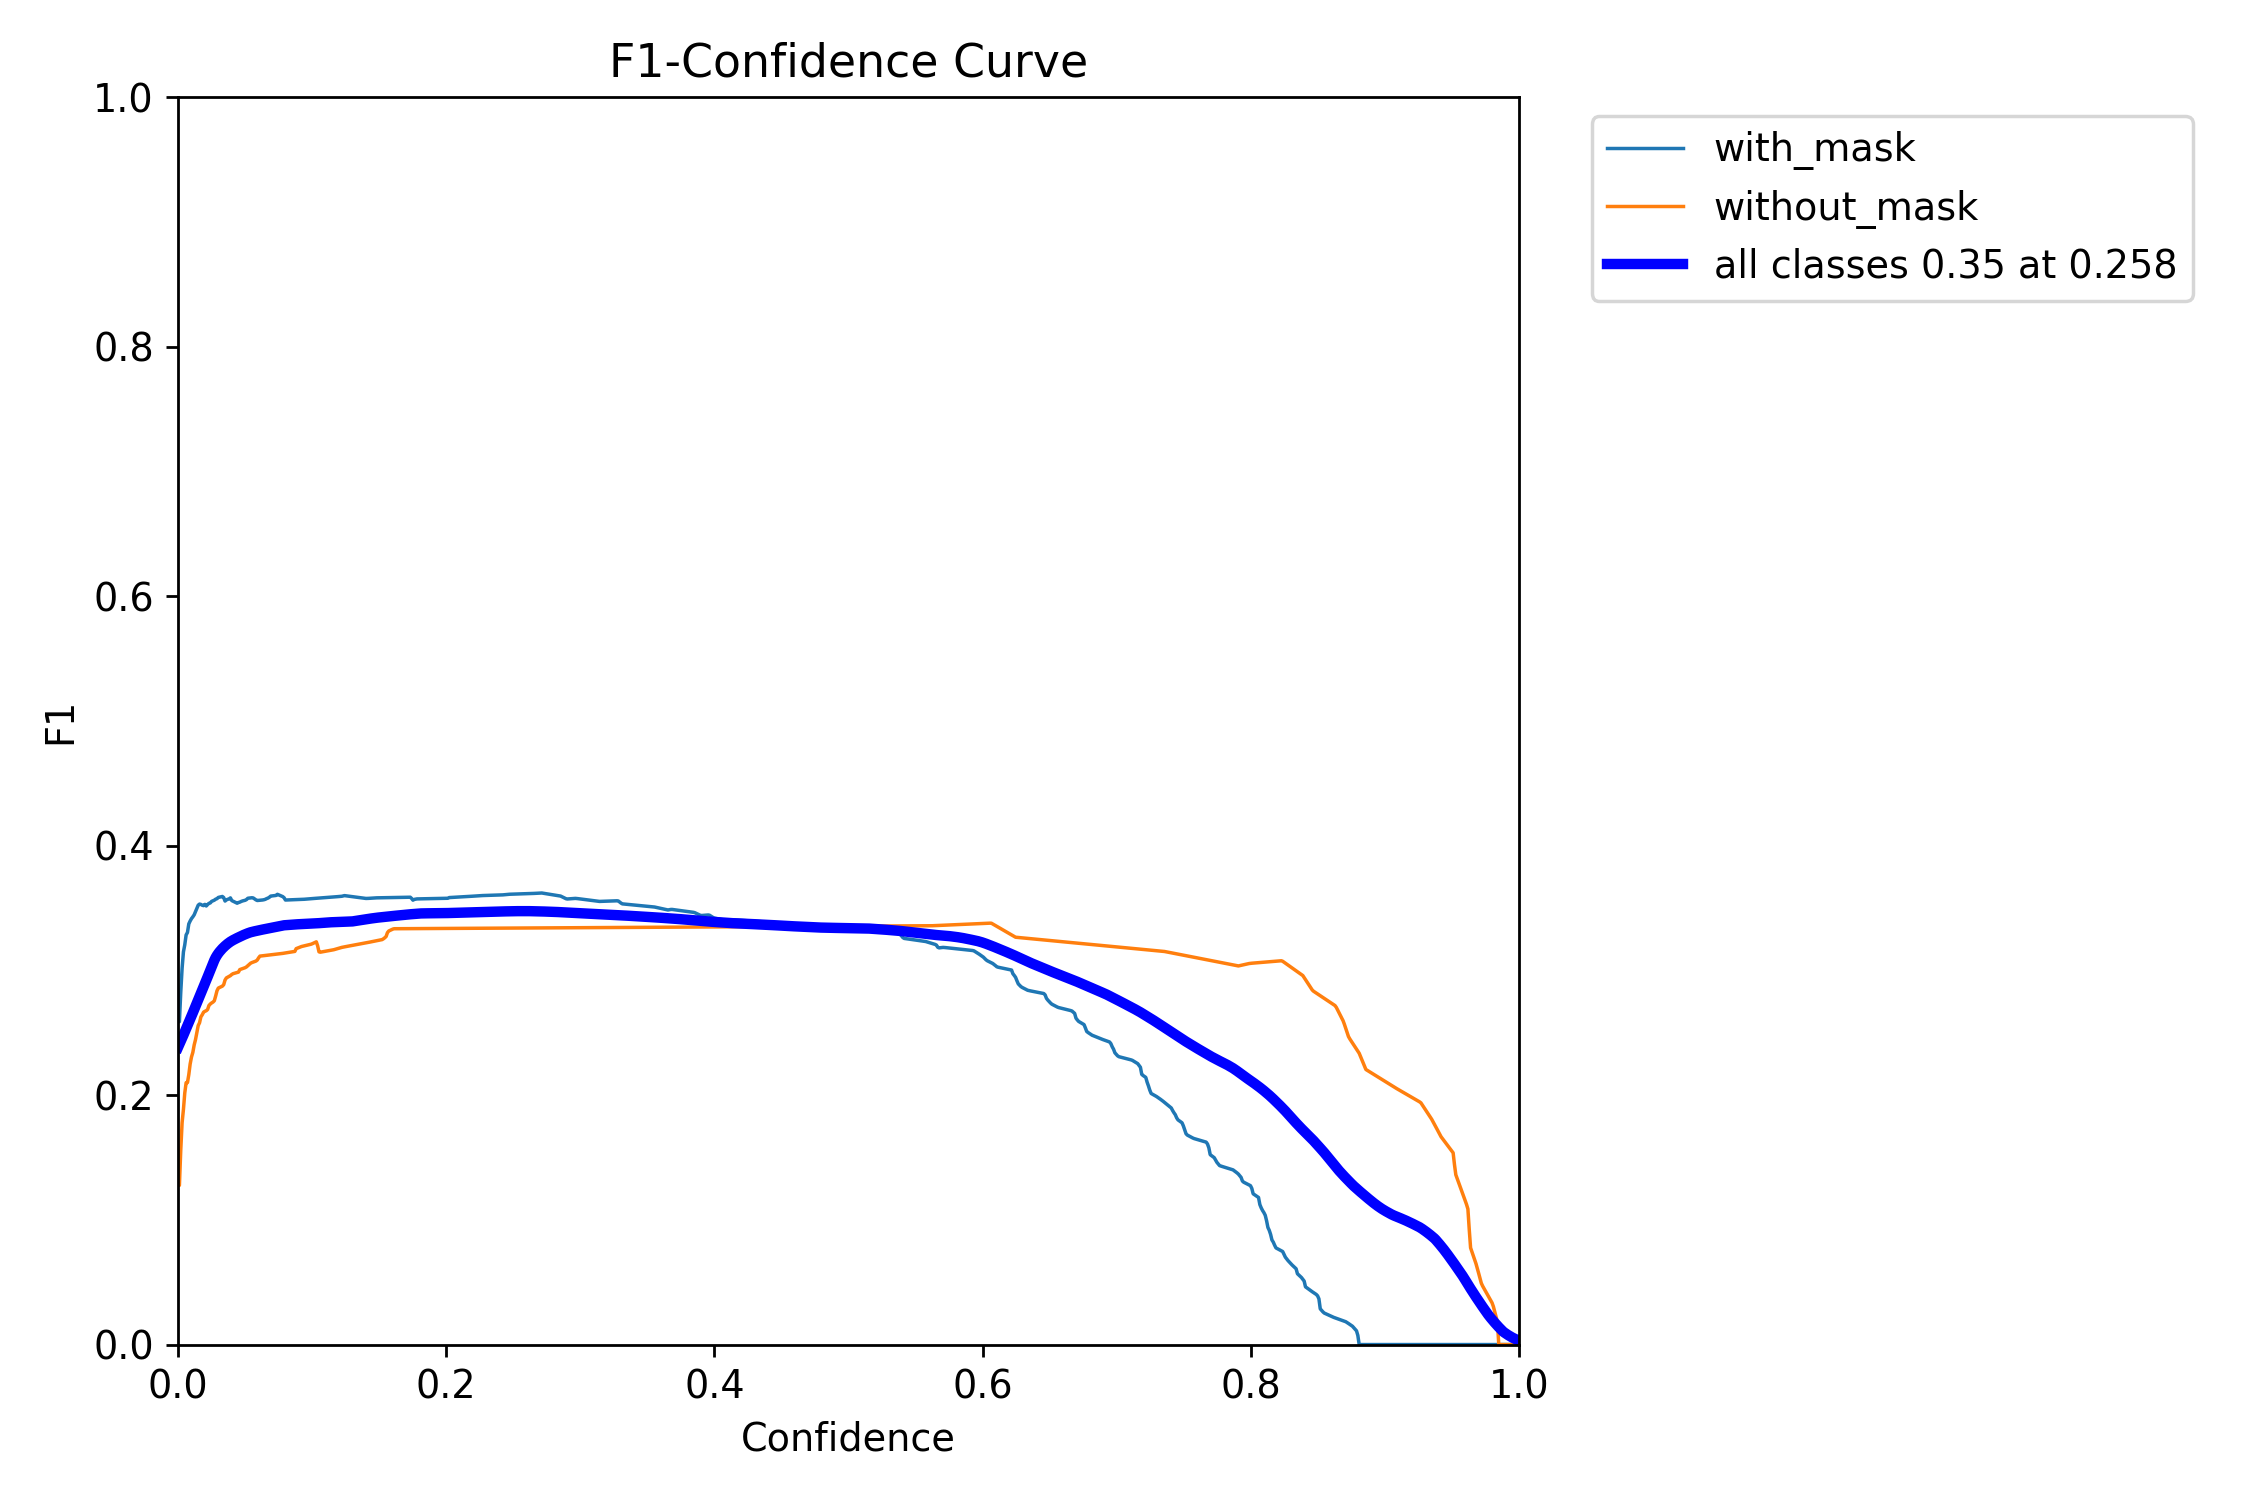 F1-Confidence Curve
1.0
0.8
0.6
0.4
0.2
0.0
F1
0.0 0.2 0.4 0.6 0.8 1.0
Confidence
with_mask
without_mask
all classes 0.35 at 0.258